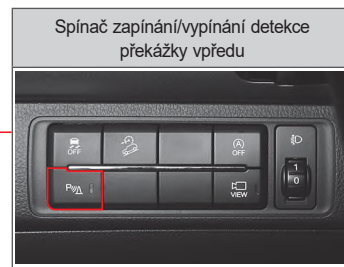 Spínač zapínání/vypínání detekce
překážky vpředu
OFF
A
OFF
P
VIEW
1
0